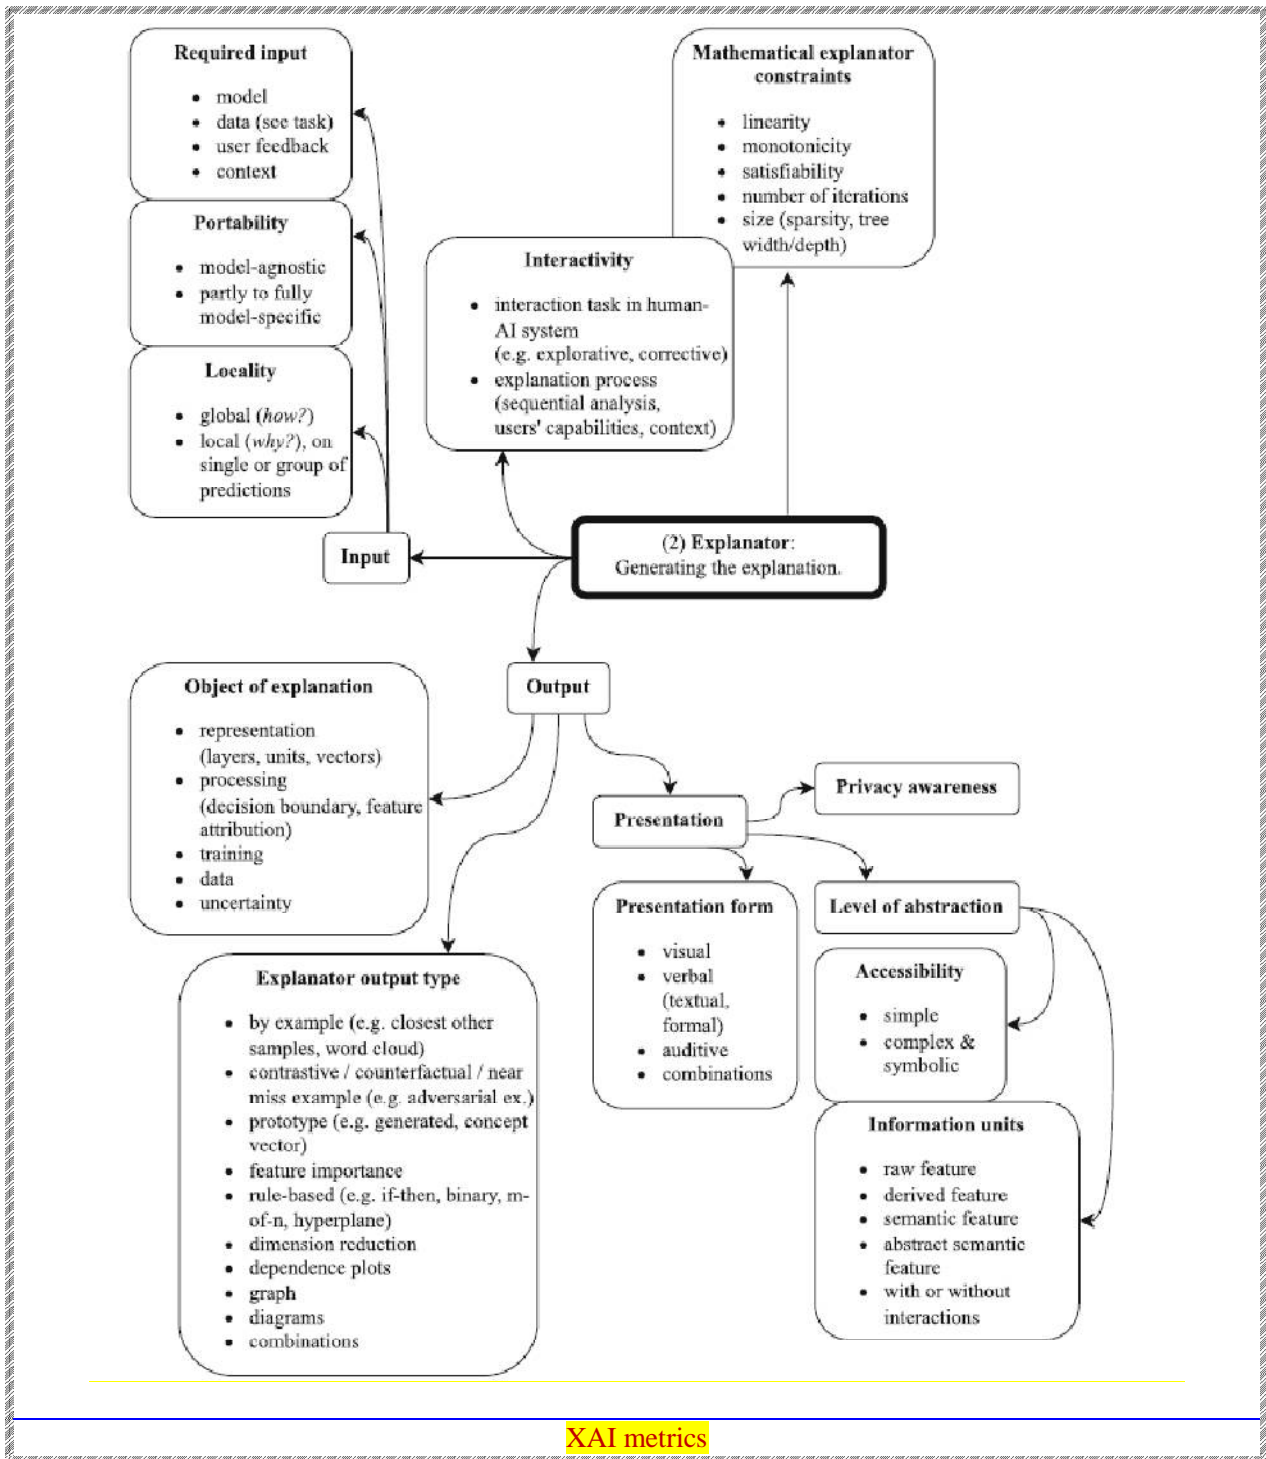 Required input
• model
• data (see task)
• user feedback
• context
Portability
• model-agnostic
• partly to fully
model-specific
Locality
• global (how?)
• local (why?), on
single or group of
predictions
Mathematical explanator
constraints
• linearity
• monotonicity
• satisfiability
• number of iterations
• size (sparsity, tree
width/depth)
Interactivity
• interaction task in human-
AI system
(e.g. explorative, corrective)
• explanation process
(sequential analysis,
users' capabilities, context)
Input
(2) Explanator:
Generating the explanation.
Output
Object of explanation
• representation
(layers, units, vectors)
• processing
(decision boundary, feature
attribution)
• training
• data
• uncertainty
Explanator output type
• by example (e.g. closest other
samples, word cloud)
• contrastive / counterfactual / near
miss example (e.g. adversarial ex.)
• prototype (e.g. generated, concept
vector)
• feature importance
• rule-based (e.g. if-then, binary, m-
of-n, hyperplane)
• dimension reduction
• dependence plots
• graph
• diagrams
• combinations
Presentation
Privacy awareness
Presentation form
• visual
• verbal
(textual,
formal)
• auditive
• combinations
Level of abstraction
Accessibility
• simple
• complex &
symbolic
Information units
• raw feature
• derived feature
• semantic feature
• abstract semantic
feature
• with or without
interactions
XAI metrics